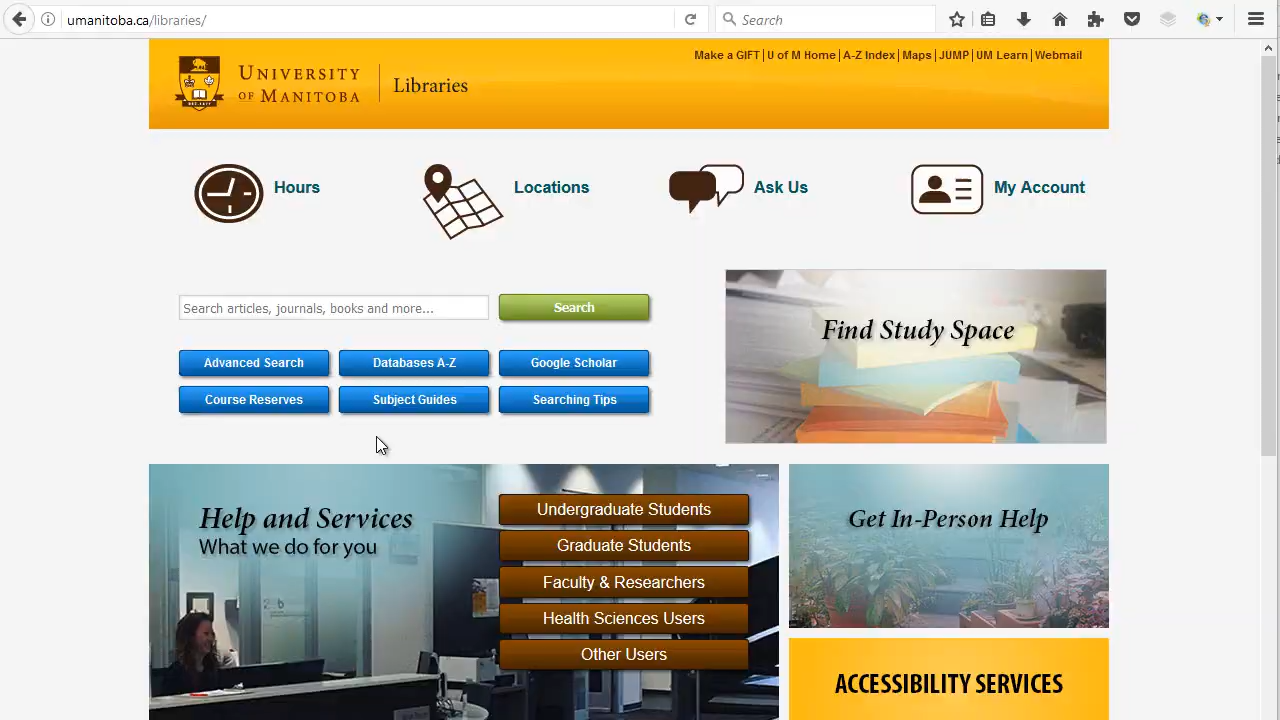 umanitoba.ca/libraries/
Search
Make a GIFT | U of M Home | A-Z Index | Maps | JUMP | UM Learn | Webmail
UNIVERSITY
OF MANITOBA
Libraries
Hours
Locations
Ask Us
My Account
Search articles, journals, books and more...
Search
Find Study Space
Advanced Search
Databases A-Z
Google Scholar
Course Reserves
Subject Guides
Searching Tips
Help and Services
What we do for you
Undergraduate Students
Graduate Students
Faculty & Researchers
Health Sciences Users
Other Users
Get In-Person Help
ACCESSIBILITY SERVICES